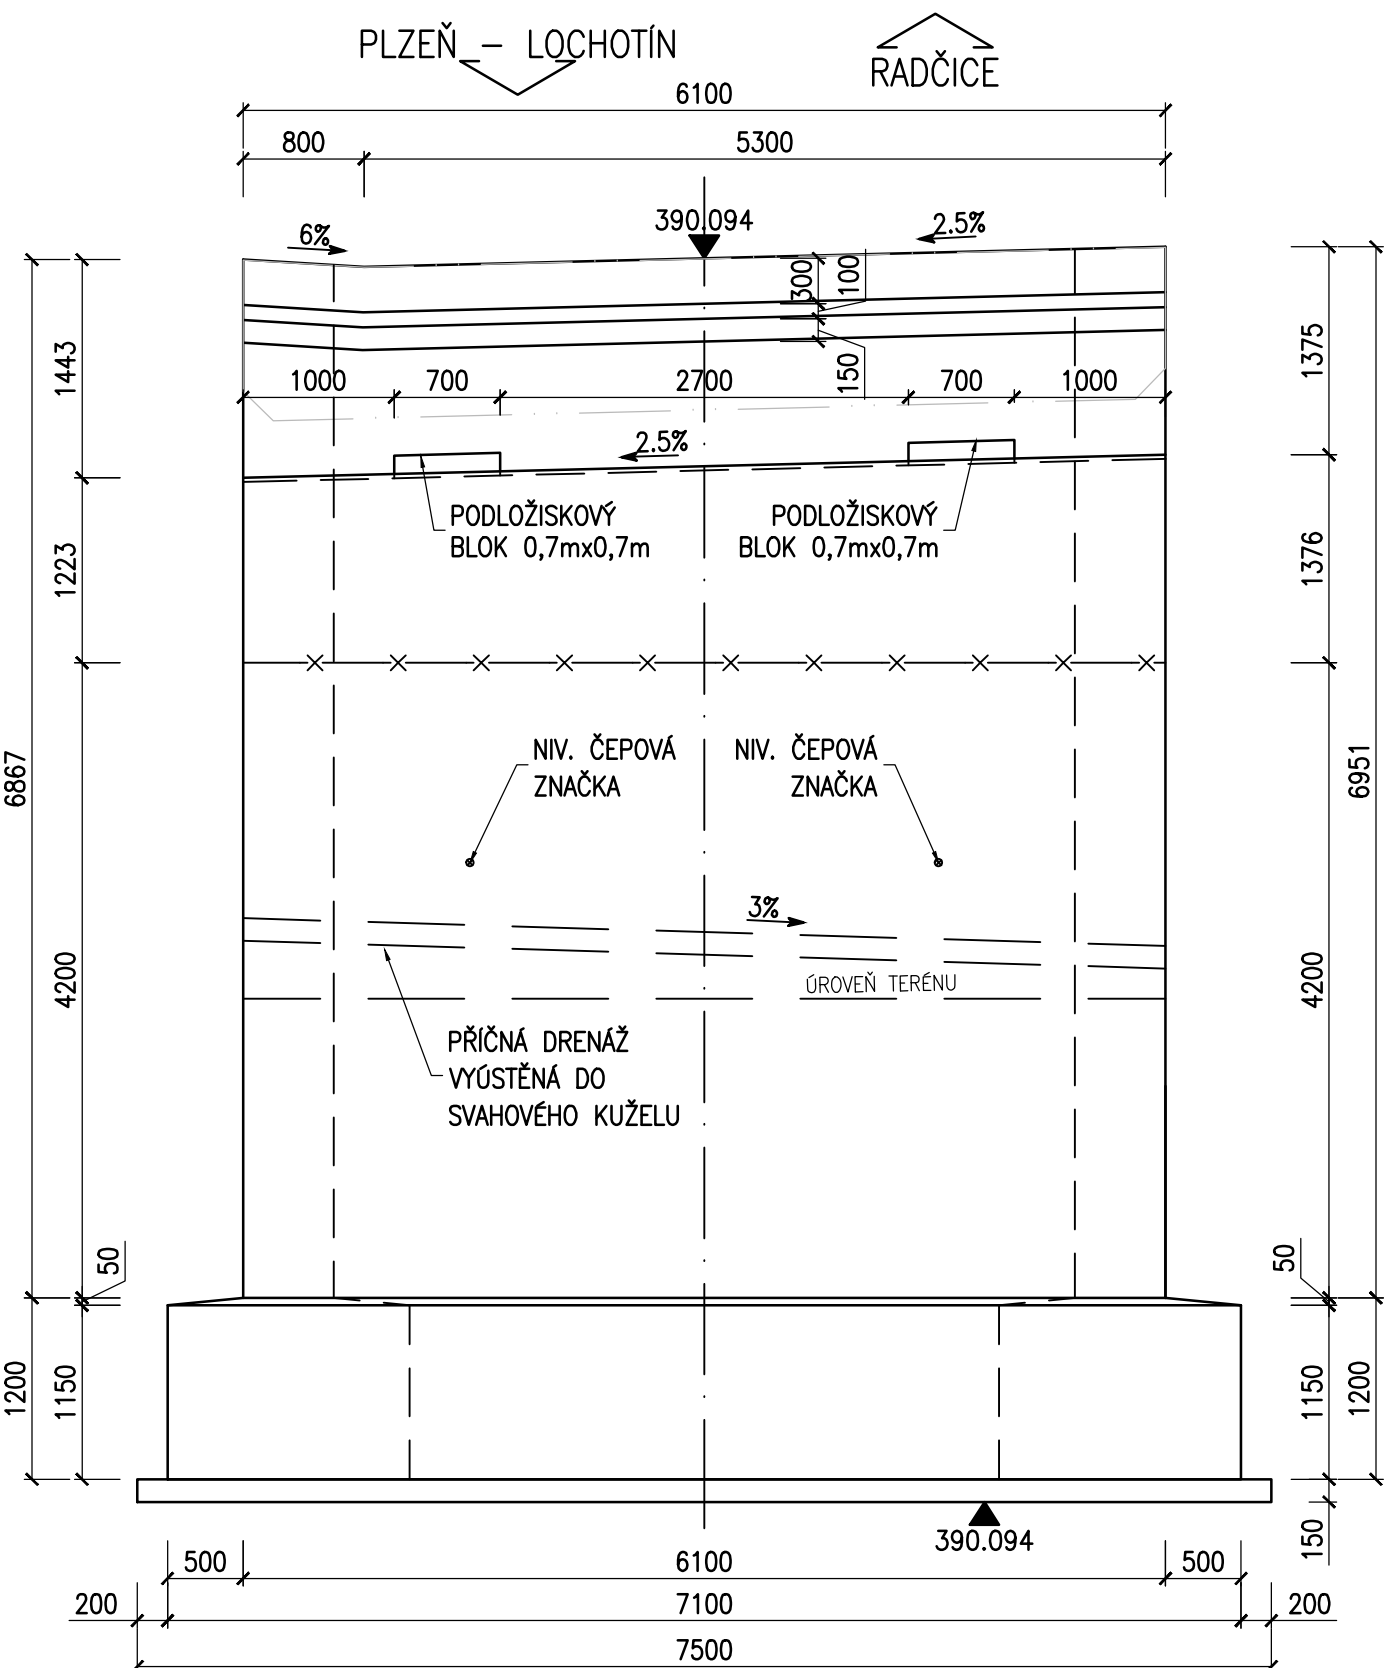 PLZEŇ – LOCHOTÍN
RADČICE
6100
800
5300
6%
390.094
2.5%
300
100
150
1443
1375
1000
700
2700
700
1000
2.5%
PODLOŽISKOVÝ
BLOK 0,7mx0,7m
PODLOŽISKOVÝ
BLOK 0,7mx0,7m
1223
1376
NIV. ČEPOVÁ
ZNAČKA
NIV. ČEPOVÁ
ZNAČKA
6867
6951
3%
4200
4200
ÚROVEŇ TERÉNU
PŘÍČNÁ DRENÁŽ
VYÚSTĚNÁ DO
SVAHOVÉHO KUŽELU
50
50
1200
1150
1150
1200
150
390.094
500
6100
500
200
7100
200
7500